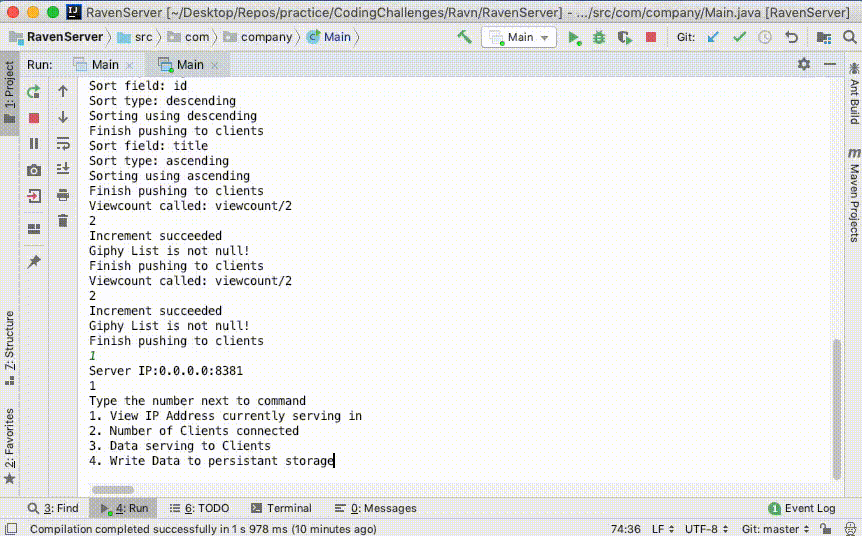 RavenServer [~/Desktop/Repos/practice/CodingChallenges/Ravn/RavenServer] - .../src/com/company/Main.java [RavenServer]
RavenServer src com company Main Main Git:
Run: Main Main
1: Project
Z: Structure
2: Favorites
Sort field: id
Sort type: descending
Sorting using descending
Finish pushing to clients
Sort field: title
Sort type: ascending
Sorting using ascending
Finish pushing to clients
Viewcount called: viewcount/2
2
Increment succeeded
Giphy List is not null!
Finish pushing to clients
Viewcount called: viewcount/2
2
Increment succeeded
Giphy List is not null!
Finish pushing to clients
1
Server IP:0.0.0.0:8381
1
Type the number next to command
1. View IP Address currently serving in
2. Number of Clients connected
3. Data serving to Clients
4. Write Data to persistant storage
Ant Build
m Maven Projects
3: Find 4: Run 6: TODO Terminal 0: Messages 1 Event Log
Compilation completed successfully in 1 s 978 ms (10 minutes ago) 74:36 LF UTF-8 Git: master